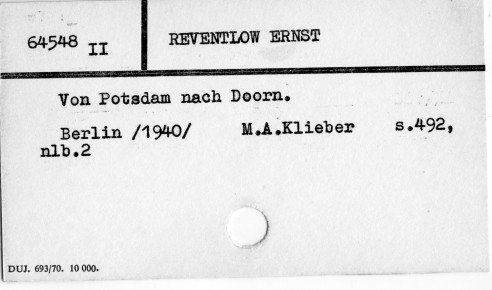 64548 II REVENTLOW ERNST
Von Potsdam nach Doorn.
Berlin /1940/ M.A.Klieber s.492,
nlb.2
DUJ. 693/70. 10 000.